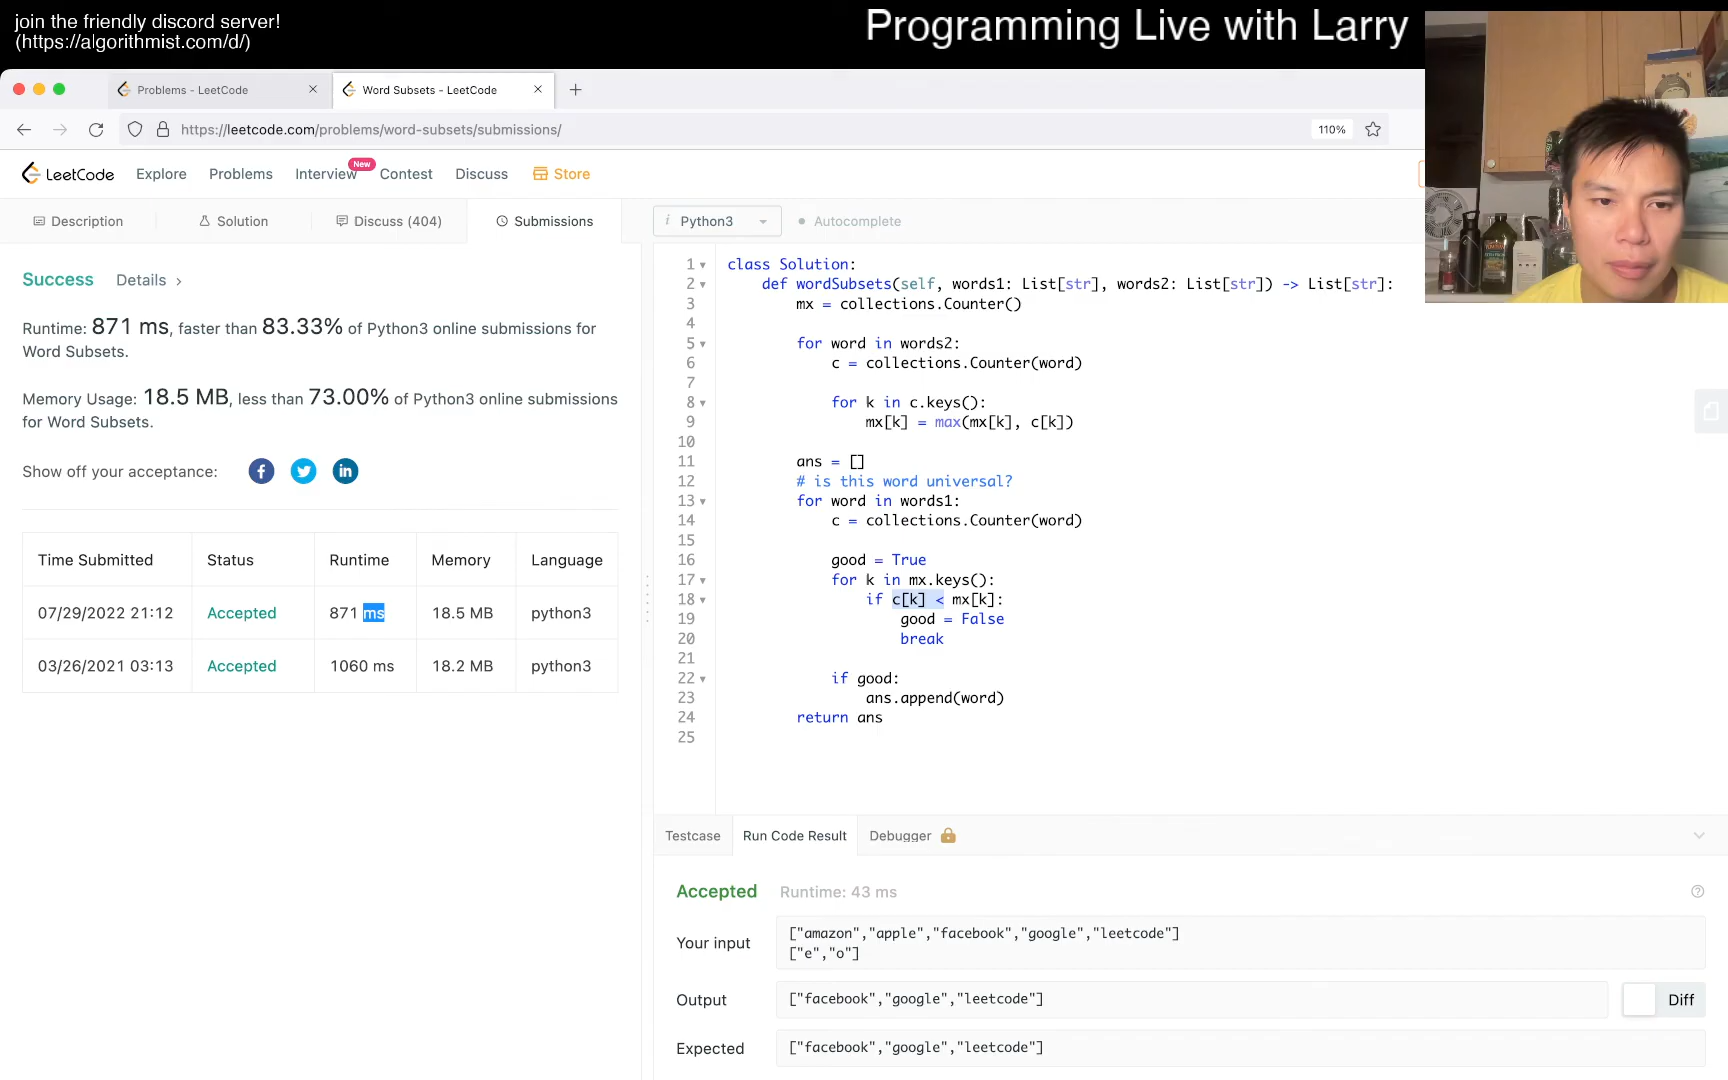 join the friendly discord server!
(https://algorithmist.com/d/)
Programming Live with Larry
Problems - LeetCode
Word Subsets - LeetCode
https://leetcode.com/problems/word-subsets/submissions/
110%
LeetCode
Explore
Problems
Interview
New
Contest
Discuss
Store
Description
Solution
Discuss (404)
Submissions
i Python3
Autocomplete
Success
Details
Runtime: 871 ms, faster than 83.33% of Python3 online submissions for
Word Subsets.
Memory Usage: 18.5 MB, less than 73.00% of Python3 online submissions
for Word Subsets.
Show off your acceptance:
Time Submitted Status Runtime Memory Language
07/29/2022 21:12 Accepted 871 ms 18.5 MB python3
03/26/2021 03:13 Accepted 1060 ms 18.2 MB python3
1 class Solution:
2 def wordSubsets(self, words1: List[str], words2: List[str]) -> List[str]:
3 mx = collections.Counter()
4
5 for word in words2:
6 c = collections.Counter(word)
7
8 for k in c.keys():
9 mx[k] = max(mx[k], c[k])
10
11 ans = []
12 # is this word universal?
13 for word in words1:
14 c = collections.Counter(word)
15
16 good = True
17 for k in mx.keys():
18 if c[k] < mx[k]:
19 good = False
20 break
21
22 if good:
23 ans.append(word)
24 return ans
25
Testcase
Run Code Result
Debugger
Accepted
Runtime: 43 ms
Your input
["amazon","apple","facebook","google","leetcode"]
["e","o"]
Output
["facebook","google","leetcode"]
Diff
Expected
["facebook","google","leetcode"]